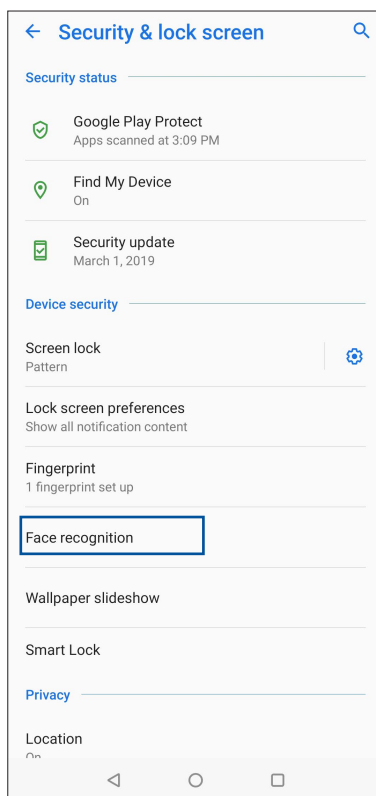 Security & lock screen
Security status
Google Play Protect
Apps scanned at 3:09 PM
Find My Device
On
Security update
March 1, 2019
Device security
Screen lock
Pattern
Lock screen preferences
Show all notification content
Fingerprint
1 fingerprint set up
Face recognition
Wallpaper slideshow
Smart Lock
Privacy
Location
On